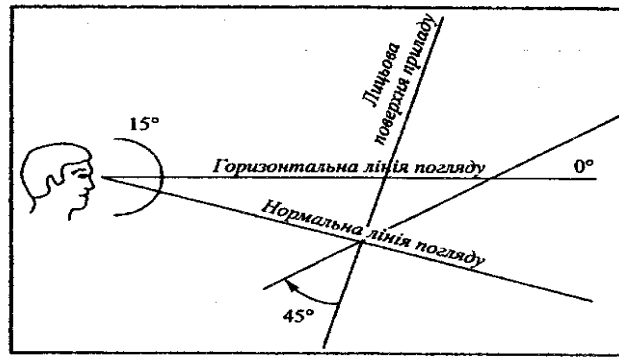 Лицьова
поверхня приладу
15°
Горизонтальна лінія погляду
0°
Нормальна лінія погляду
45°